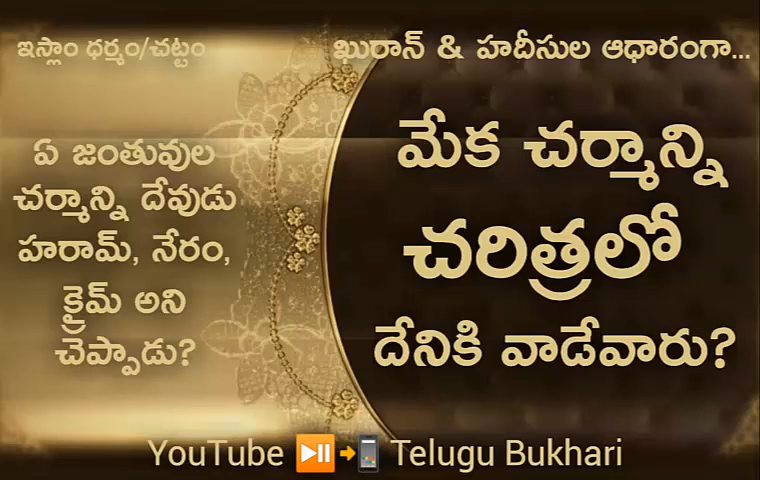 ఇస్లాం ధర్మం/చట్టం
ఖురాన్ & హదీసుల ఆధారంగా...
ఏ జంతువుల
చర్మాన్ని దేవుడు
హరామ్, నేరం,
క్రైమ్ అని
చెప్పాడు?
మేక చర్మాన్ని
చరిత్రలో
దేనికి వాడేవారు?
YouTube ⏯️➜📱 Telugu Bukhari